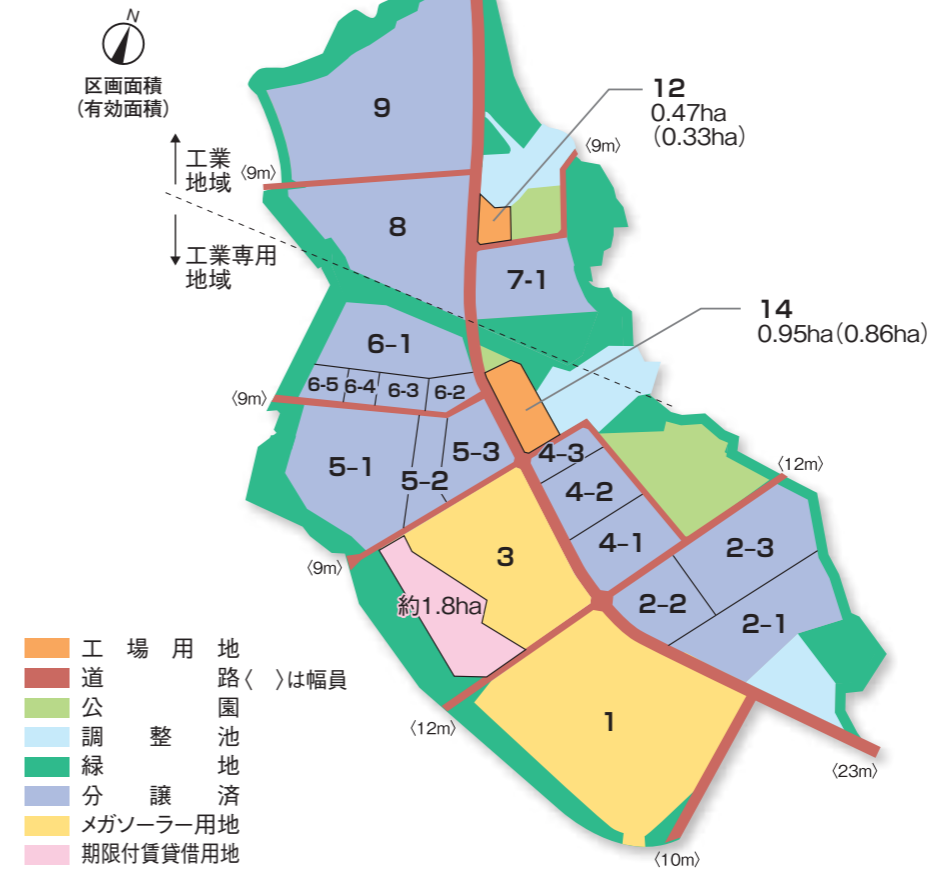 N
区画面積
(有効面積)
工業
地域
工業専用
地域
〈9m〉
9
12
0.47ha
(0.33ha)
〈9m〉
8
7-1
14
0.95ha(0.86ha)
6-1
6-5
6-4
6-3
6-2
〈9m〉
5-1
5-2
5-3
4-3
4-2
4-1
〈12m〉
2-3
2-2
2-1
3
〈9m〉
約1.8ha
1
〈12m〉
〈23m〉
〈10m〉
工場用地
道路〈 〉は幅員
公園
調整池
緑地
分譲済
メガソーラー用地
期限付賃貸借用地